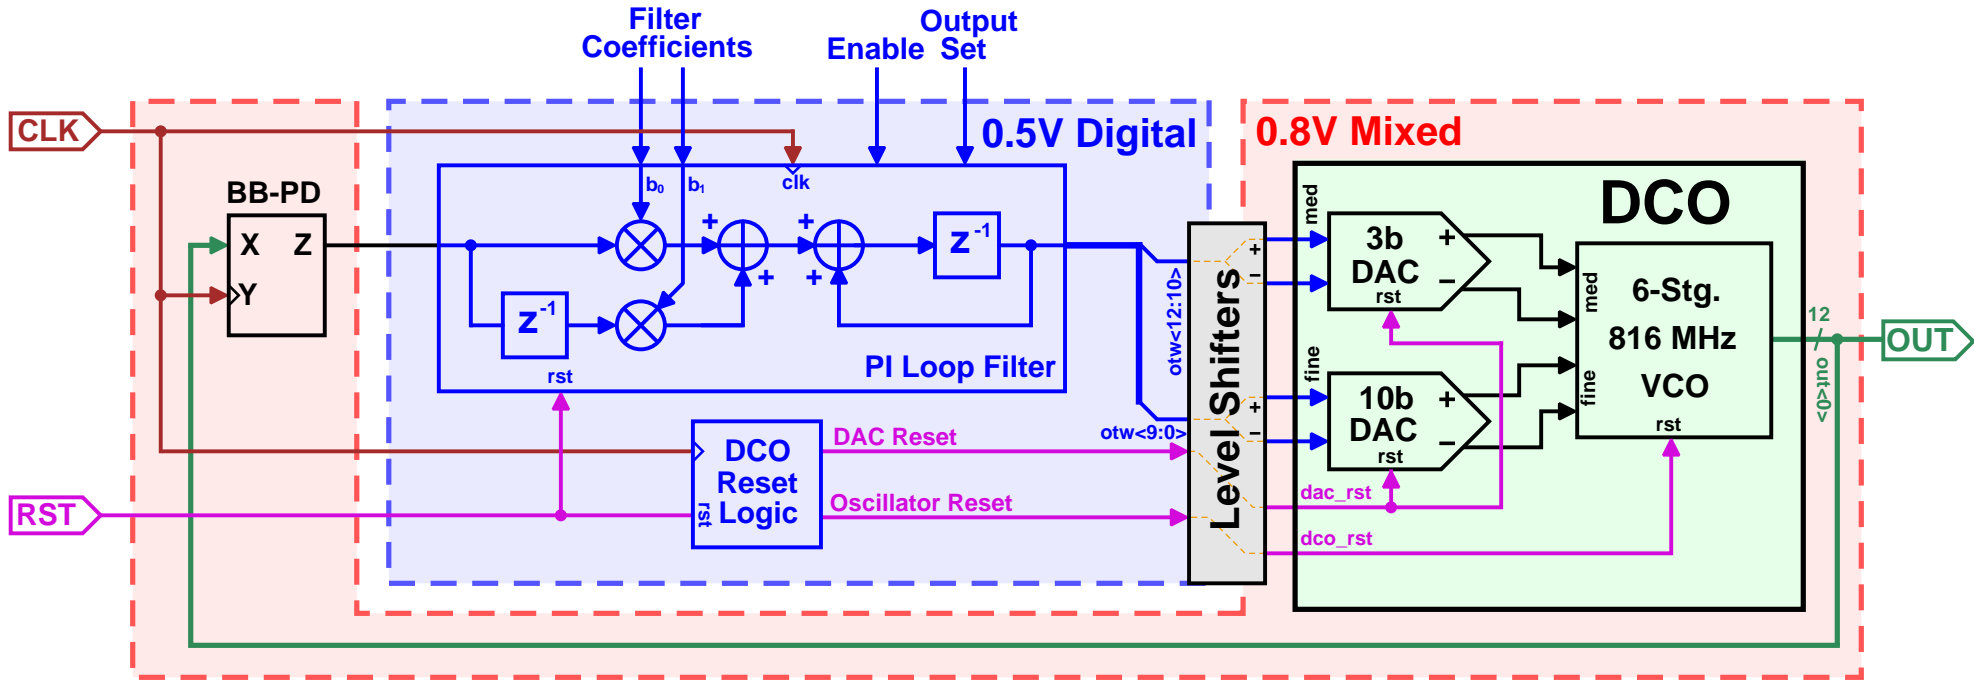 Filter
Coefficients
Enable
Output
Set
CLK
0.5V Digital
0.8V Mixed
BB-PD
X
Z
Y
b₀
b₁
clk
+
+
+
+
z⁻¹
z⁻¹
PI Loop Filter
rst
otw<12:10>
otw<9:0>
Level Shifters
+
−
+
−
DCO
med
3b
DAC
rst
+
−
fine
10b
DAC
rst
+
−
6-Stg.
816 MHz
VCO
med
fine
rst
12
out<0>
OUT
RST
DCO
Reset
Logic
rst
DAC Reset
Oscillator Reset
dac_rst
dco_rst